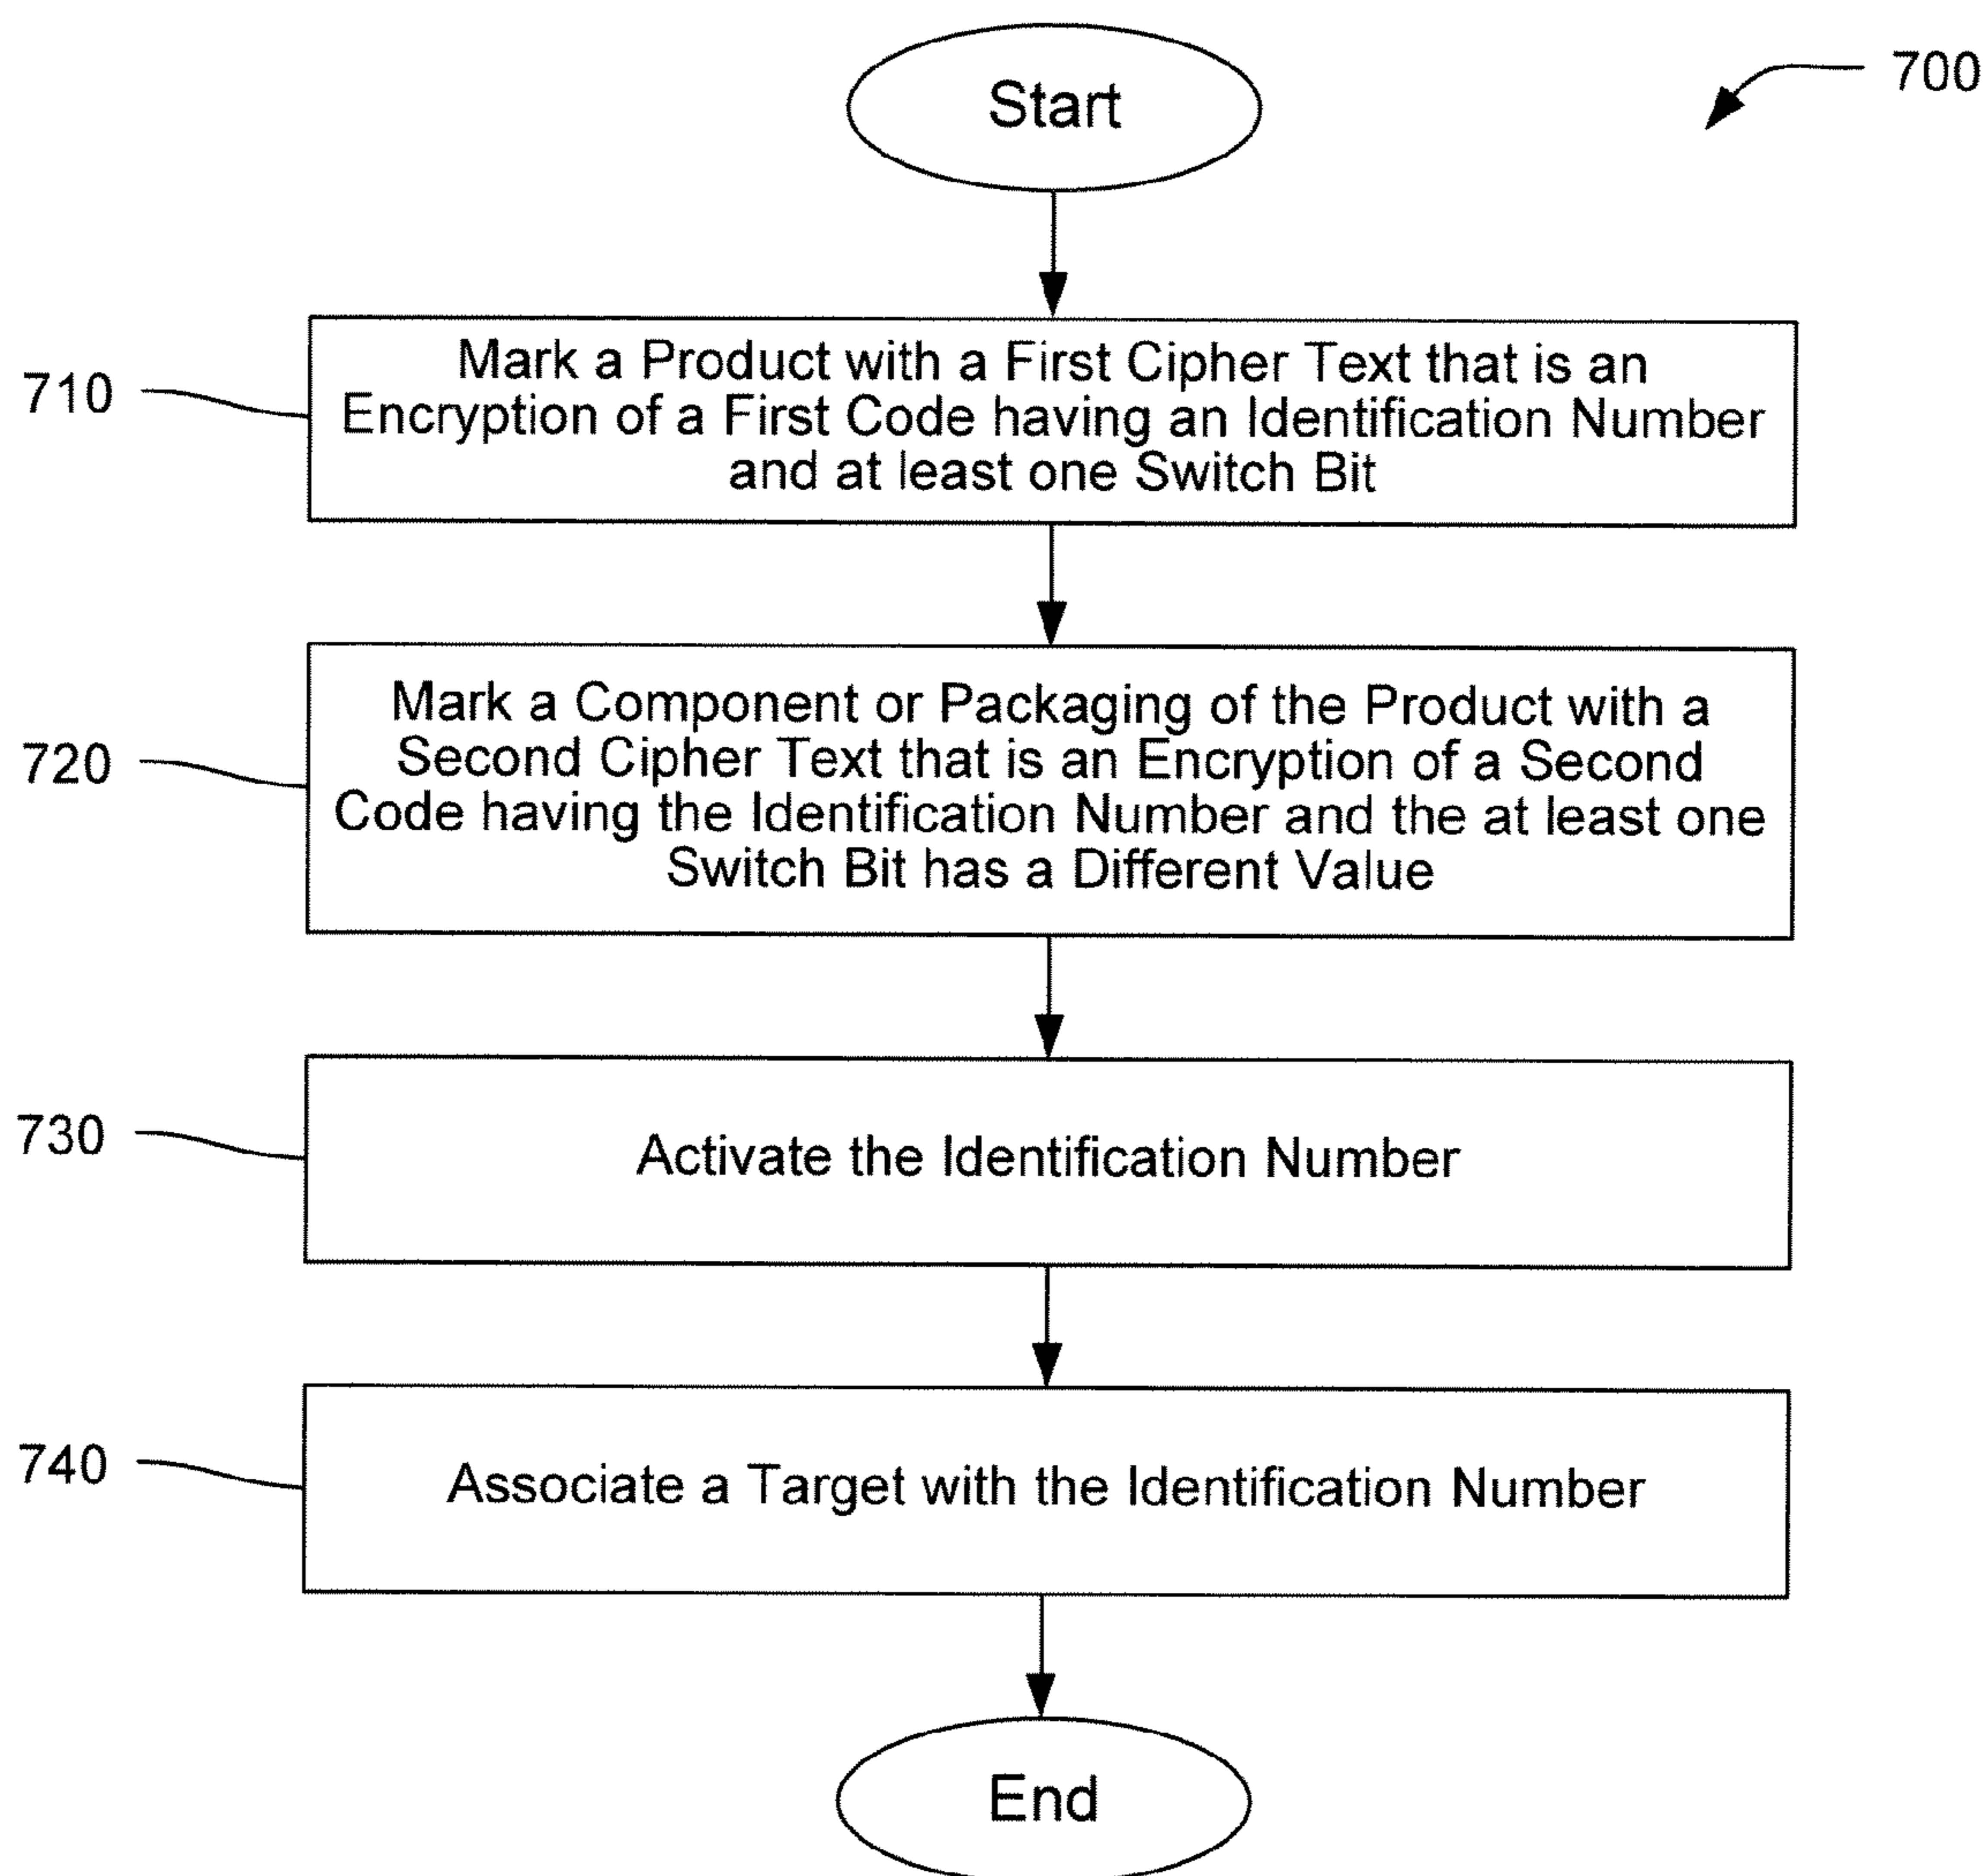 Start
700
710
Mark a Product with a First Cipher Text that is an
Encryption of a First Code having an Identification Number
and at least one Switch Bit
720
Mark a Component or Packaging of the Product with a
Second Cipher Text that is an Encryption of a Second
Code having the Identification Number and the at least one
Switch Bit has a Different Value
730
Activate the Identification Number
740
Associate a Target with the Identification Number
End